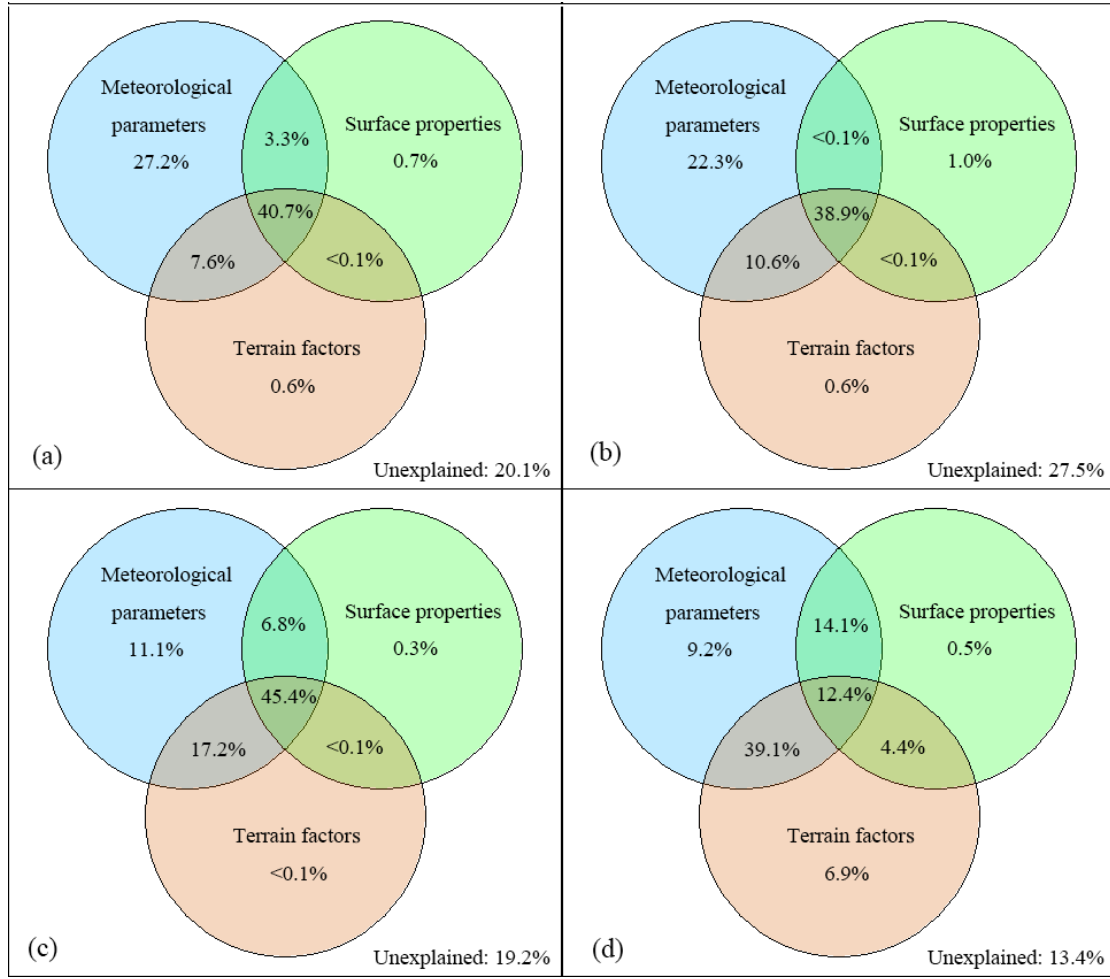 Meteorological
parameters
27.2%
3.3%
Surface properties
0.7%
40.7%
7.6%
<0.1%
Terrain factors
0.6%
(a)
Unexplained: 20.1%
Meteorological
parameters
22.3%
<0.1%
Surface properties
1.0%
38.9%
10.6%
<0.1%
Terrain factors
0.6%
(b)
Unexplained: 27.5%
Meteorological
parameters
11.1%
6.8%
Surface properties
0.3%
45.4%
17.2%
<0.1%
Terrain factors
<0.1%
(c)
Unexplained: 19.2%
Meteorological
parameters
9.2%
14.1%
Surface properties
0.5%
12.4%
39.1%
4.4%
Terrain factors
6.9%
(d)
Unexplained: 13.4%